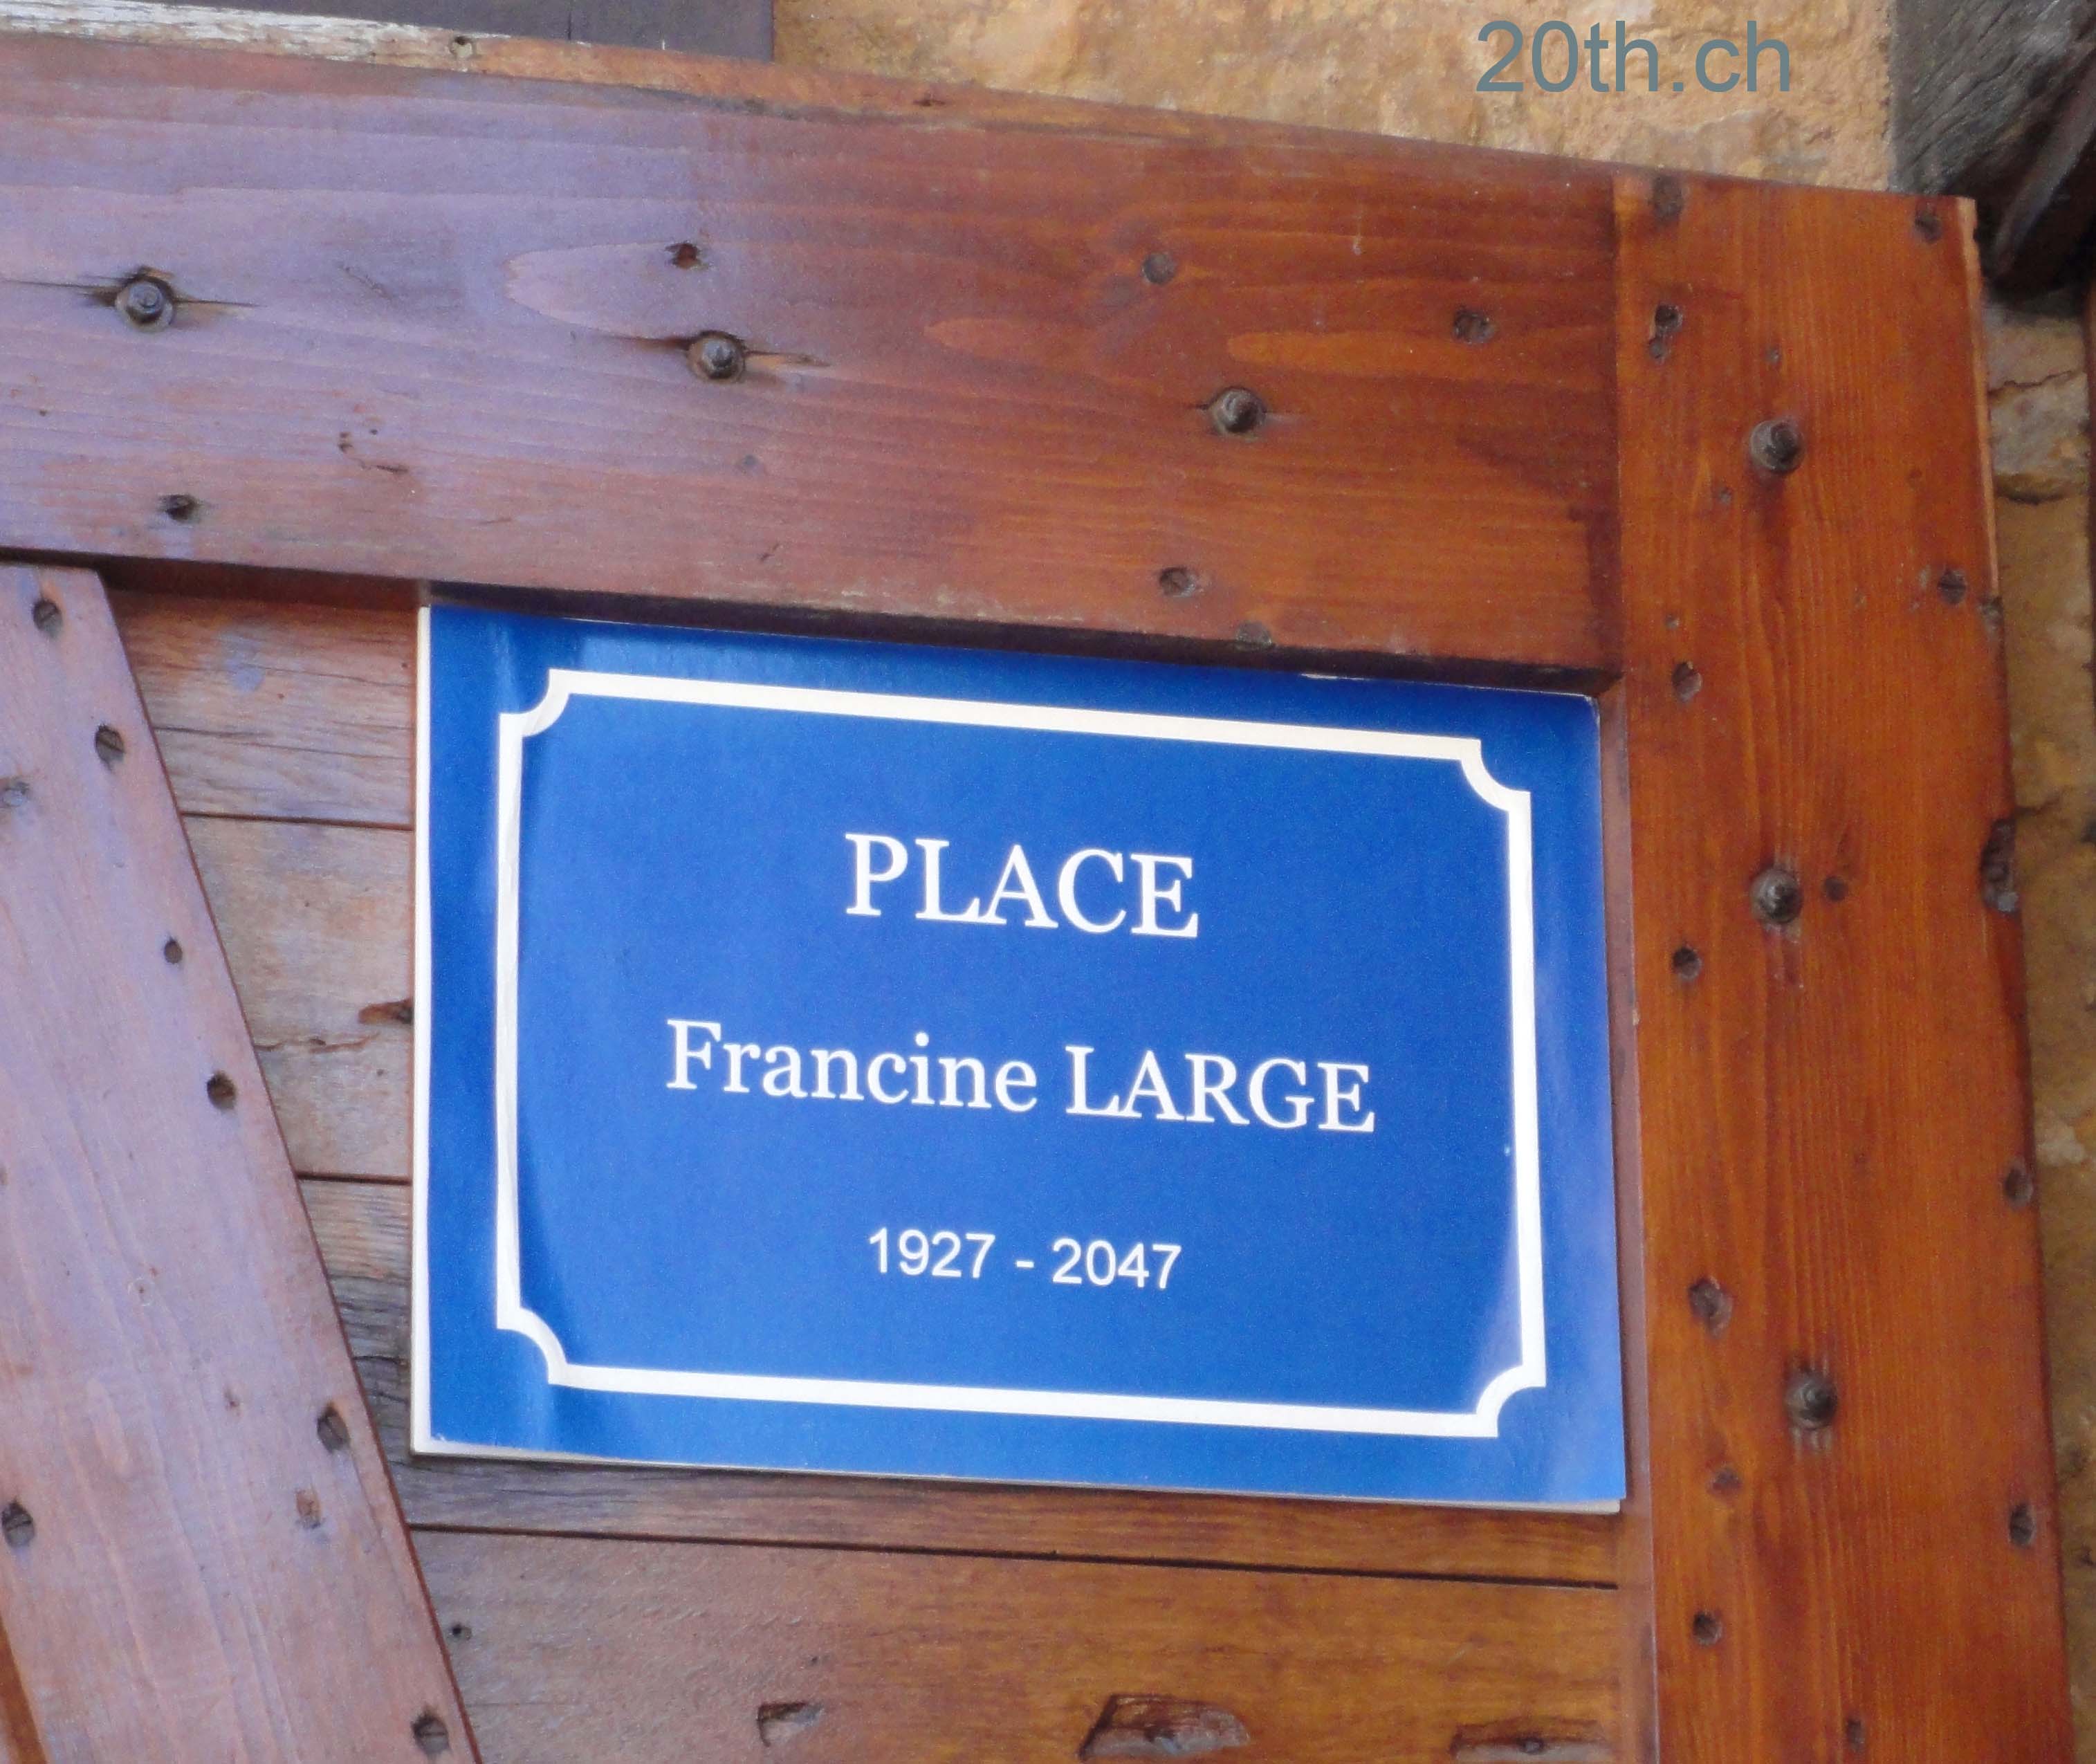 20th.ch
PLACE
Francine LARGE
1927 - 2047